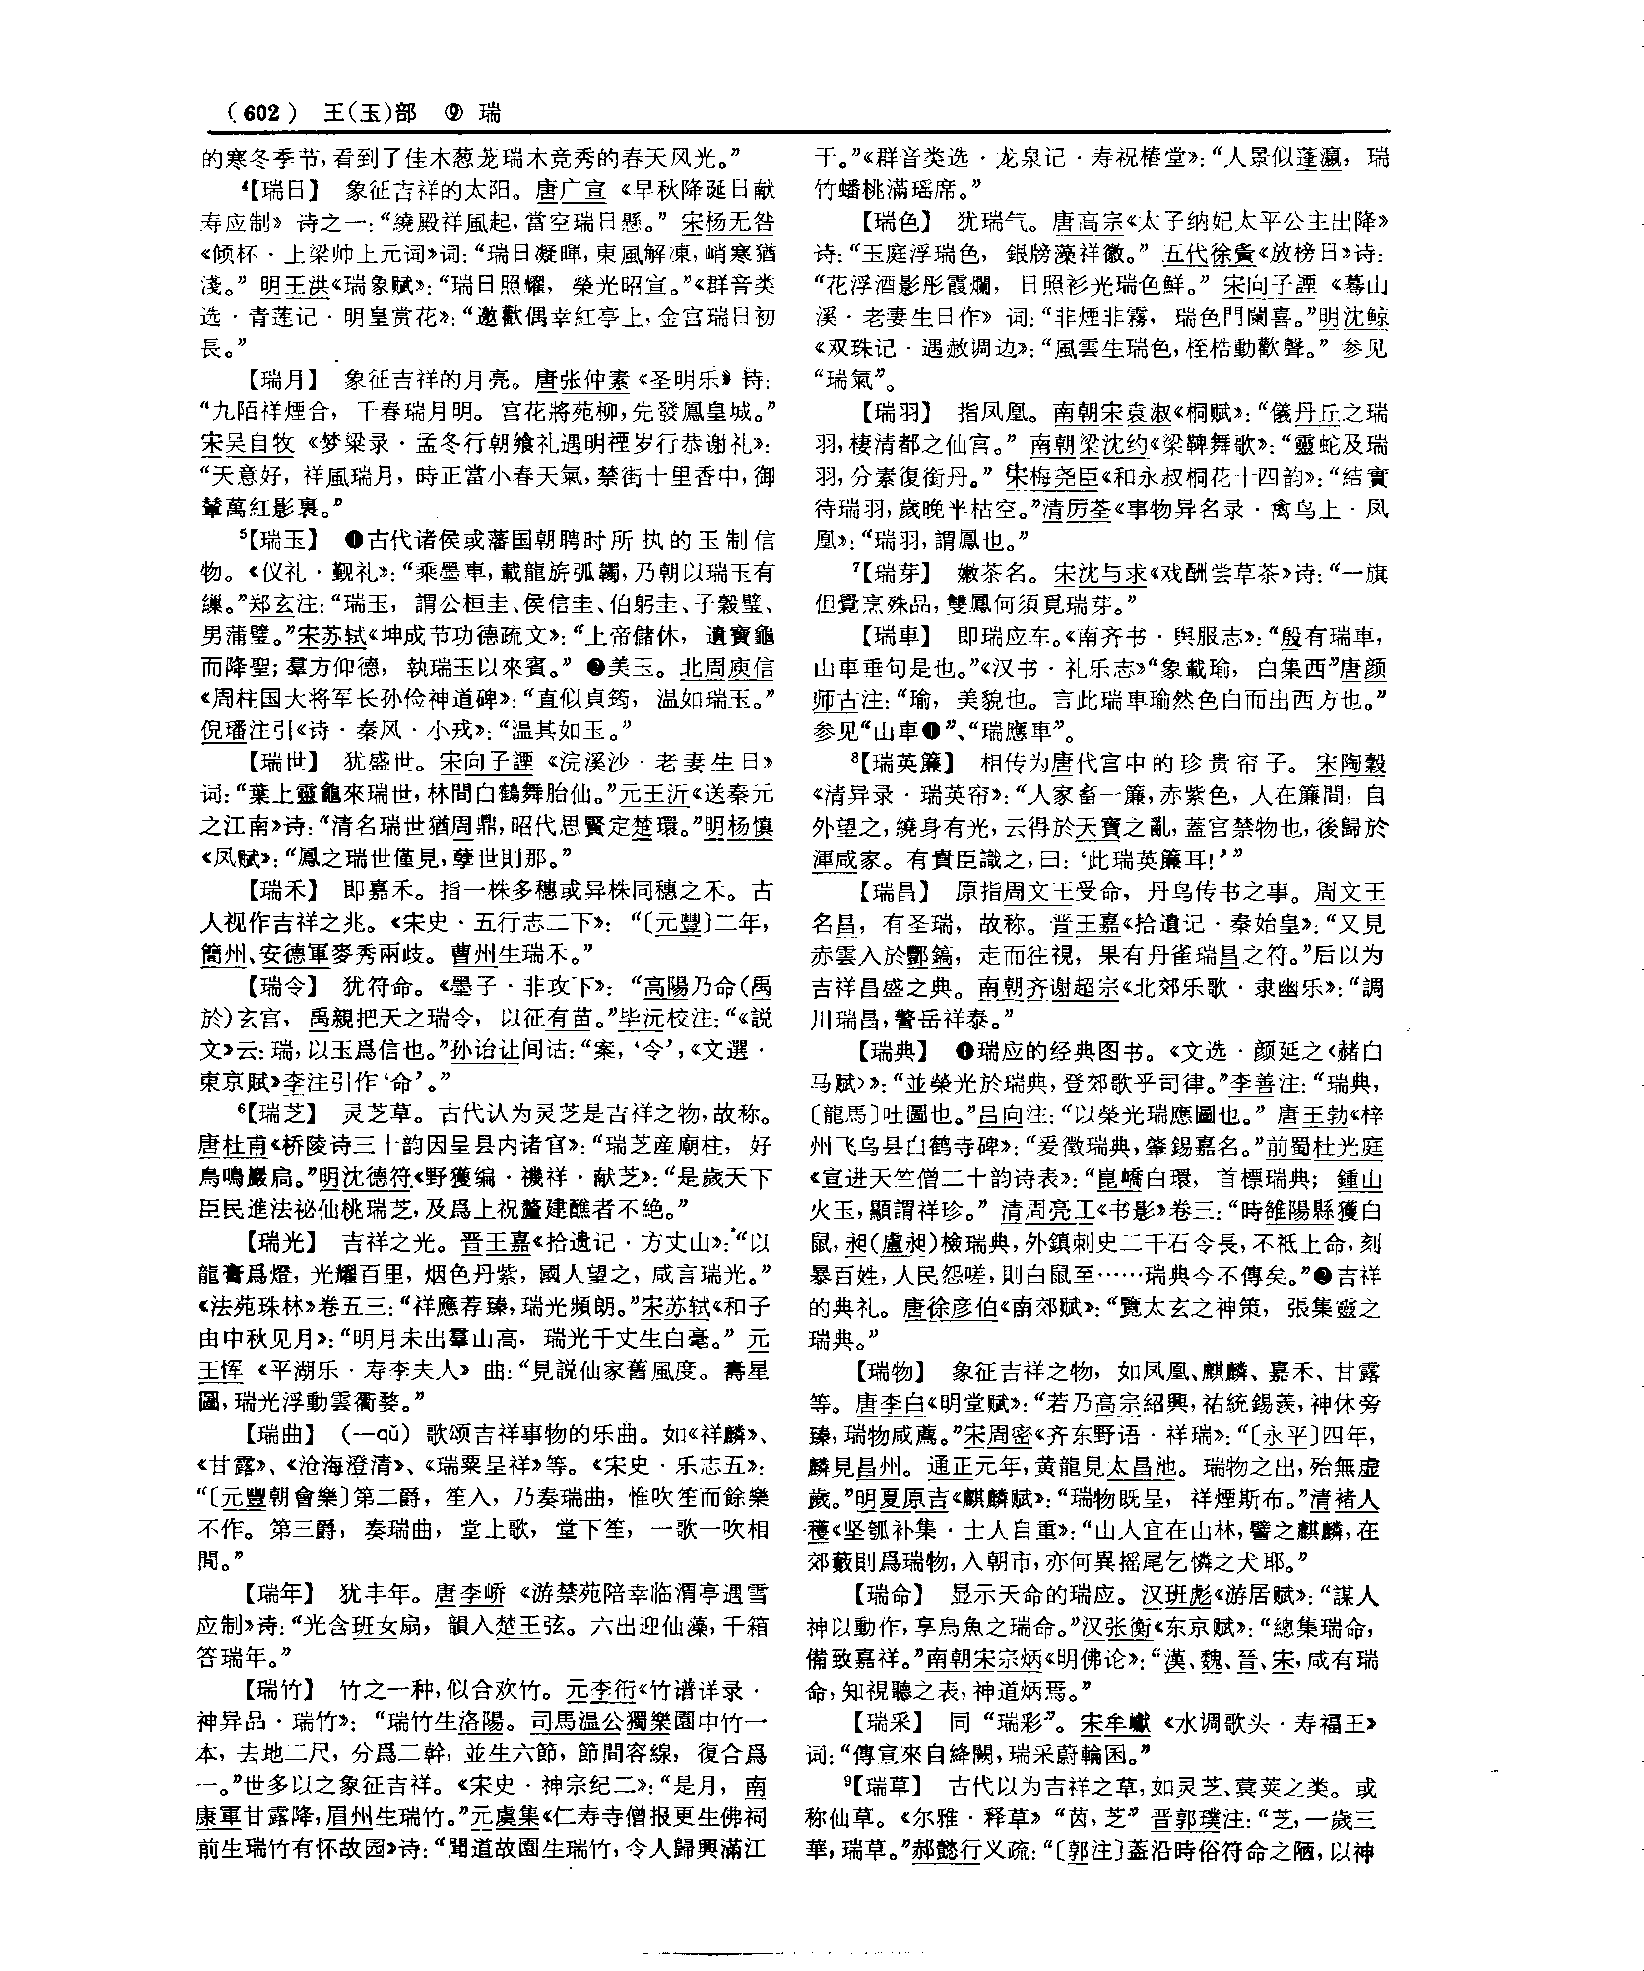 （602） 王(玉)部 ⑨ 瑞
的寒冬季节，看到了佳木葱茏瑞木竞秀的春天风光。”
⁴【瑞日】 象征吉祥的太阳。唐广宣《早秋降诞日献
寿应制》诗之一：“繞殿祥風起，當空瑞日懸。”宋杨无咎
《倾杯·上梁帅上元词》词：“瑞日凝暉，東風解凍，峭寒猶
淺。”明王洪《瑞象赋》：“瑞日照耀，榮光昭宣。”《群音类
选·青莲记·明皇赏花》：“邀歡偶幸紅亭上，金宫瑞日初
長。”
【瑞月】 象征吉祥的月亮。唐张仲素《圣明乐》诗：
“九陌祥煙合，千春瑞月明。宫花將苑柳，先發鳳皇城。”
宋吴自牧《梦粱录·孟冬行朝飨礼遇明禋岁行恭谢礼》：
“天意好，祥風瑞月，時正當小春天氣，禁街十里香中，御
輦萬紅影裏。”
⁵【瑞玉】 ❶古代诸侯或藩国朝聘时所执的玉制信
物。《仪礼·觐礼》：“乘墨車，載龍旂弧韣，乃朝以瑞玉有
繅。”郑玄注：“瑞玉，謂公桓圭、侯信圭、伯躬圭、子穀璧、
男蒲璧。”宋苏轼《坤成节功德疏文》：“上帝儲休，遺寶龜
而降聖；羣方仰德，執瑞玉以來賓。”❷美玉。北周庾信
《周柱国大将军长孙俭神道碑》：“直似貞筠，温如瑞玉。”
倪璠注引《诗·秦风·小戎》：“温其如玉。”
【瑞世】 犹盛世。宋向子諲《浣溪沙·老妻生日》
词：“葉上靈龜來瑞世，林間白鶴舞胎仙。”元王沂《送秦元
之江南》诗：“清名瑞世猶周鼎，昭代思賢定楚環。”明杨慎
《凤赋》：“鳳之瑞世僅見，孽世則那。”
【瑞禾】 即嘉禾。指一株多穗或异株同穗之禾。古
人视作吉祥之兆。《宋史·五行志二下》：“〔元豐〕二年，
簡州、安德軍麥秀兩歧。曹州生瑞禾。”
【瑞令】 犹符命。《墨子·非攻下》：“高陽乃命(禹
於)玄宫，禹親把天之瑞令，以征有苗。”毕沅校注：“《説
文》云：瑞，以玉爲信也。”孙诒让间诂：“案，‘令’，《文選·
東京賦》李注引作‘命’。”
⁶【瑞芝】 灵芝草。古代认为灵芝是吉祥之物，故称。
唐杜甫《桥陵诗三十韵因呈县内诸官》：“瑞芝産廟柱，好
鳥鳴巖扃。”明沈德符《野獲编·禨祥·献芝》：“是歲天下
臣民進法祕仙桃瑞芝，及爲上祝釐建醮者不絶。”
【瑞光】 吉祥之光。晋王嘉《拾遗记·方丈山》：“以
龍膏爲燈，光耀百里，烟色丹紫，國人望之，咸言瑞光。”
《法苑珠林》卷五三：“祥應荐臻，瑞光頻朗。”宋苏轼《和子
由中秋见月》：“明月未出羣山高，瑞光千丈生白毫。”元
王恽《平湖乐·寿李夫人》曲：“見説仙家舊風度。壽星
圖，瑞光浮動雲衢婺。”
【瑞曲】（—qǔ）歌颂吉祥事物的乐曲。如《祥麟》、
《甘露》、《沧海澄清》、《瑞粟呈祥》等。《宋史·乐志五》：
“〔元豐朝會樂〕第二爵，笙入，乃奏瑞曲，惟吹笙而餘樂
不作。第三爵，奏瑞曲，堂上歌，堂下笙，一歌一吹相
間。”
【瑞年】 犹丰年。唐李峤《游禁苑陪幸临渭亭遇雪
应制》诗：“光含班女扇，韻入楚王弦。六出迎仙藻，千箱
答瑞年。”
【瑞竹】 竹之一种，似合欢竹。元李衎《竹谱详录·
神异品·瑞竹》：“瑞竹生洛陽。司馬温公獨樂園中竹一
本，去地二尺，分爲二幹，並生六節，節間容線，復合爲
一。”世多以之象征吉祥。《宋史·神宗纪二》：“是月，南
康軍甘露降，眉州生瑞竹。”元虞集《仁寿寺僧报更生佛祠
前生瑞竹有怀故园》诗：“聞道故園生瑞竹，令人歸興滿江
干。”《群音类选·龙泉记·寿祝椿堂》：“人景似蓬瀛，瑞
竹蟠桃滿瑶席。”
【瑞色】 犹瑞气。唐高宗《太子纳妃太平公主出降》
诗：“玉庭浮瑞色，銀牓藻祥徽。”五代徐夤《放榜日》诗：
“花浮酒影彤霞爛，日照衫光瑞色鮮。”宋向子諲《蓦山
溪·老妻生日作》词：“非煙非霧，瑞色門闌喜。”明沈鲸
《双珠记·遇赦调边》：“風雲生瑞色，桎梏動歡聲。”参见
“瑞氣”。
【瑞羽】 指凤凰。南朝宋袁淑《桐赋》：“儀丹丘之瑞
羽，棲清都之仙宫。”南朝梁沈约《梁鞞舞歌》：“靈蛇及瑞
羽，分素復銜丹。”宋梅尧臣《和永叔桐花十四韵》：“結實
待瑞羽，歲晚半枯空。”清厉荃《事物异名录·禽鸟上·凤
凰》：“瑞羽，謂鳳也。”
⁷【瑞芽】 嫩茶名。宋沈与求《戏酬尝草茶》诗：“一旗
但覺烹殊品，雙鳳何須覓瑞芽。”
【瑞車】 即瑞应车。《南齐书·舆服志》：“殷有瑞車，
山車垂句是也。”《汉书·礼乐志》“象載瑜，白集西”唐颜
师古注：“瑜，美貌也。言此瑞車瑜然色白而出西方也。”
参见“山車❶”、“瑞應車”。
⁸【瑞英簾】 相传为唐代宫中的珍贵帘子。宋陶穀
《清异录·瑞英帘》：“人家畜一簾，赤紫色，人在簾間，自
外望之，繞身有光，云得於天寶之亂，蓋宫禁物也，後歸於
渾咸家。有貴臣識之，曰：‘此瑞英簾耳！’”
【瑞昌】 原指周文王受命，丹鸟传书之事。周文王
名昌，有圣瑞，故称。晋王嘉《拾遺记·秦始皇》：“又見
赤雲入於酆鎬，走而往視，果有丹雀瑞昌之符。”后以为
吉祥昌盛之典。南朝齐谢超宗《北郊乐歌·隶幽乐》：“調
川瑞昌，警岳祥泰。”
【瑞典】 ❶瑞应的经典图书。《文选·颜延之〈赭白
马赋〉》：“並榮光於瑞典，登郊歌乎司律。”李善注：“瑞典，
〔龍馬〕吐圖也。”吕向注：“以榮光瑞應圖也。”唐王勃《梓
州飞乌县白鹤寺碑》：“爰徵瑞典，肇錫嘉名。”前蜀杜光庭
《宣进天竺僧二十韵诗表》：“崑嶠白環，首標瑞典；鍾山
火玉，顯謂祥珍。”清周亮工《书影》卷三：“時雒陽縣獲白
鼠，昶(盧昶)檢瑞典，外鎮刺史二千石令長，不祇上命，刻
暴百姓，人民怨嗟，則白鼠至……瑞典今不傳矣。”❷吉祥
的典礼。唐徐彦伯《南郊赋》：“覽太玄之神策，張集靈之
瑞典。”
【瑞物】 象征吉祥之物，如凤凰、麒麟、嘉禾、甘露
等。唐李白《明堂赋》：“若乃高宗紹興，祐統錫羨，神休旁
臻，瑞物咸薦。”宋周密《齐东野语·祥瑞》：“〔永平〕四年，
麟見昌州。通正元年，黄龍見太昌池。瑞物之出，殆無虚
歲。”明夏原吉《麒麟赋》：“瑞物既呈，祥煙斯布。”清褚人
穫《坚瓠补集·士人自重》：“山人宜在山林，譬之麒麟，在
郊藪則爲瑞物，入朝市，亦何異摇尾乞憐之犬耶。”
【瑞命】 显示天命的瑞应。汉班彪《游居赋》：“謀人
神以動作，享烏魚之瑞命。”汉张衡《东京赋》：“總集瑞命，
備致嘉祥。”南朝宋宗炳《明佛论》：“漢、魏、晉、宋，咸有瑞
命，知視聽之表，神道炳焉。”
【瑞采】 同“瑞彩”。宋牟巘《水调歌头·寿福王》
词：“傳宣來自絳闕，瑞采蔚輪囷。”
⁹【瑞草】 古代以为吉祥之草，如灵芝、蓂荚之类。或
称仙草。《尔雅·释草》“茵，芝”晋郭璞注：“芝，一歲三
華，瑞草。”郝懿行义疏：“〔郭注〕蓋沿時俗符命之陋，以神